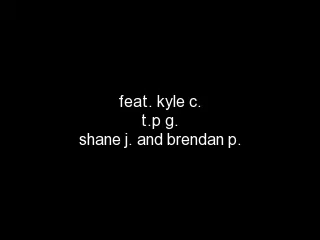 feat. kyle c.
t.p g.
shane j. and brendan p.